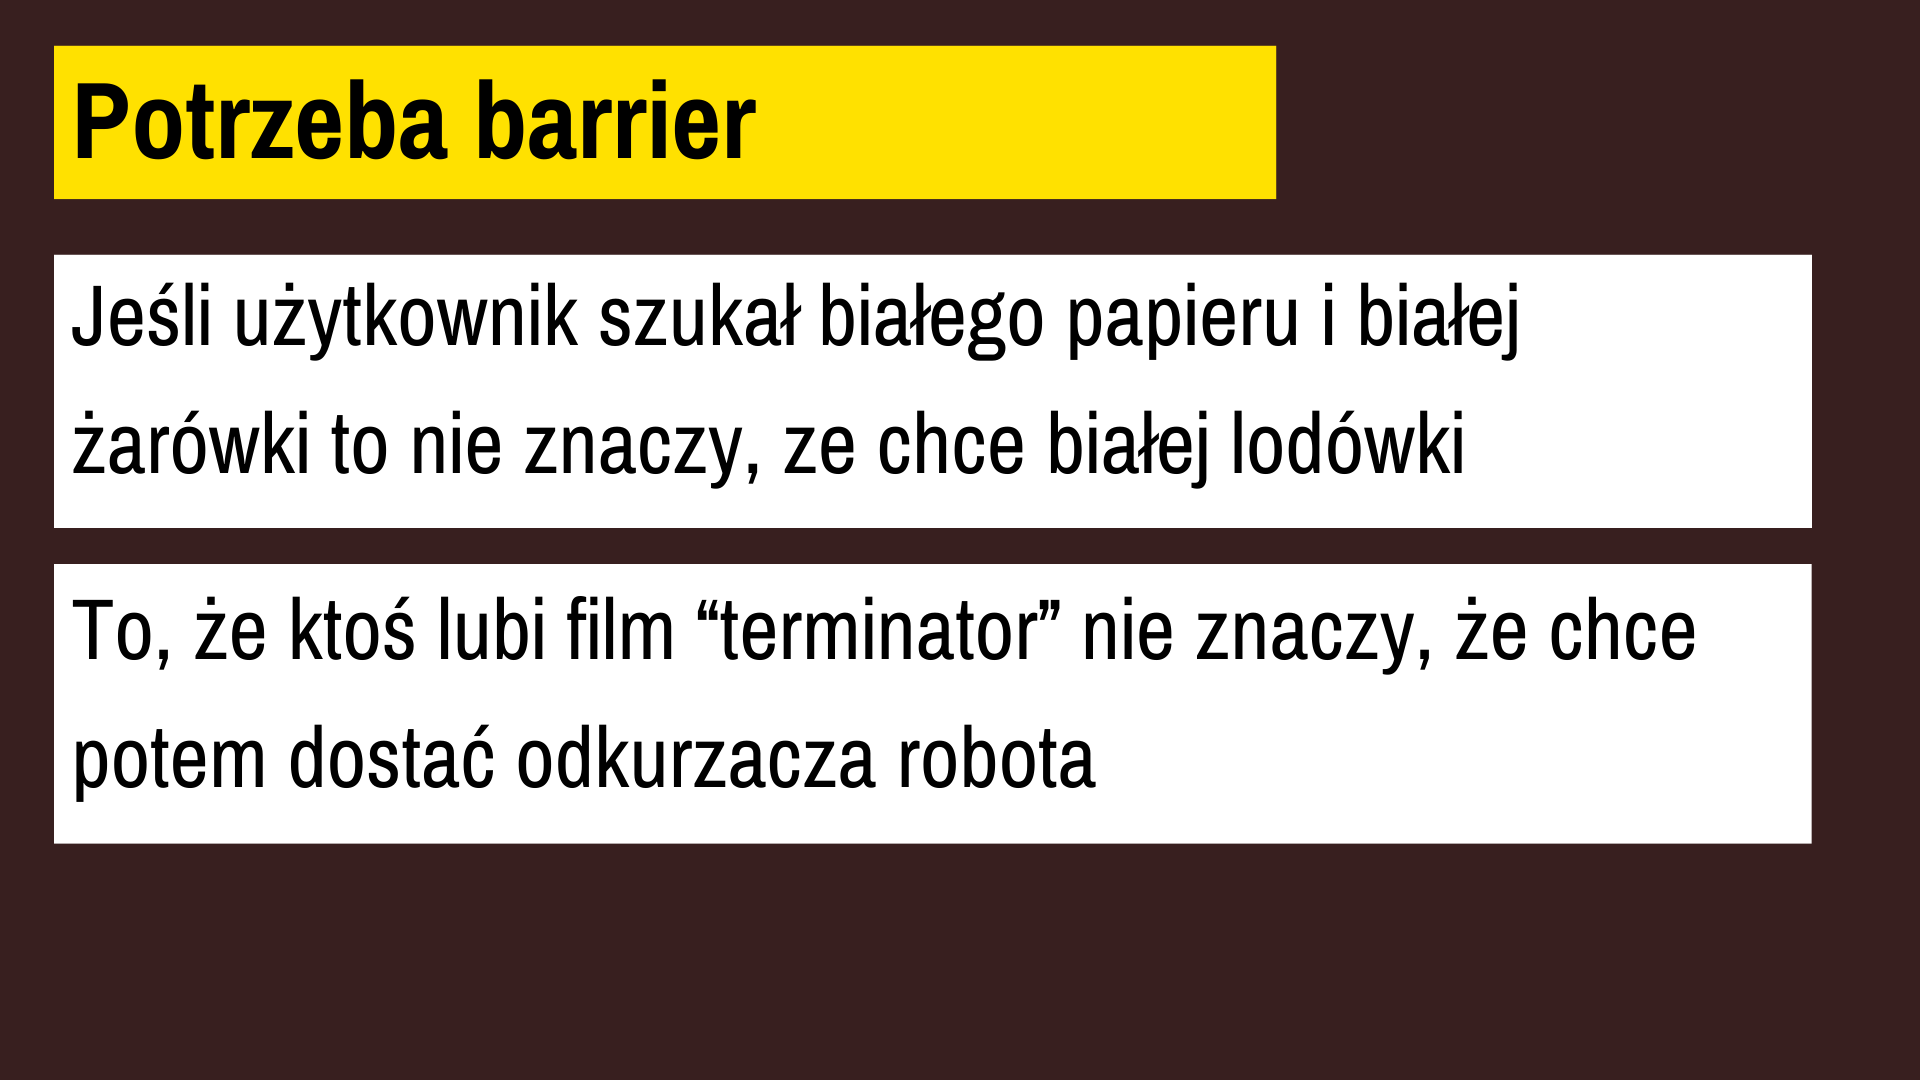 Potrzeba barrier
Jeśli użytkownik szukał białego papieru i białej
żarówki to nie znaczy, ze chce białej lodówki
To, że ktoś lubi film “terminator” nie znaczy, że chce
potem dostać odkurzacza robota